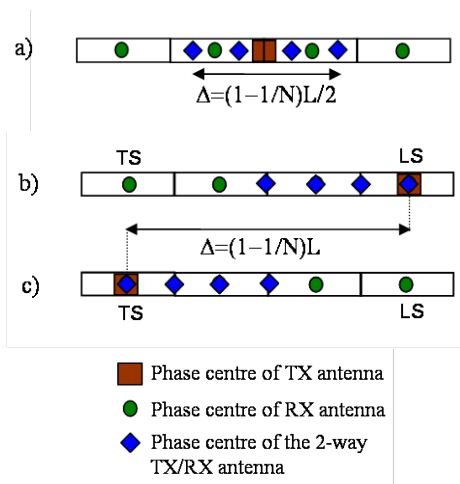 a)
Δ=(1−1/N)L/2
TS LS
b)
Δ=(1−1/N)L
c)
TS LS
Phase centre of TX antenna
Phase centre of RX antenna
Phase centre of the 2-way
TX/RX antenna